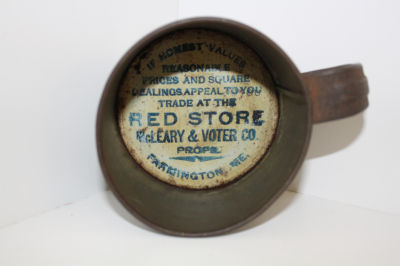 IF HONEST VALUES
REASONABLE
PRICES AND SQUARE
DEALINGS APPEAL TO YOU
TRADE AT THE
RED STORE
McLEARY & VOTER CO.
PROPS.
FARMINGTON, ME.